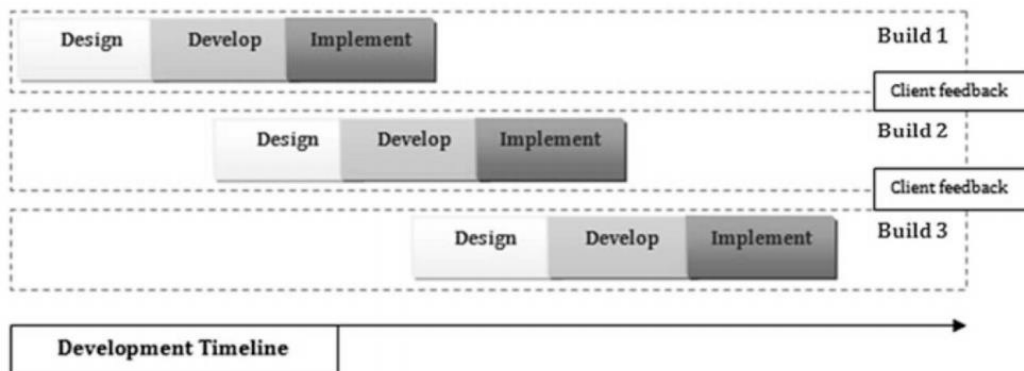 Design Develop Implement Build 1
Client feedback
Design Develop Implement Build 2
Client feedback
Design Develop Implement Build 3
Development Timeline